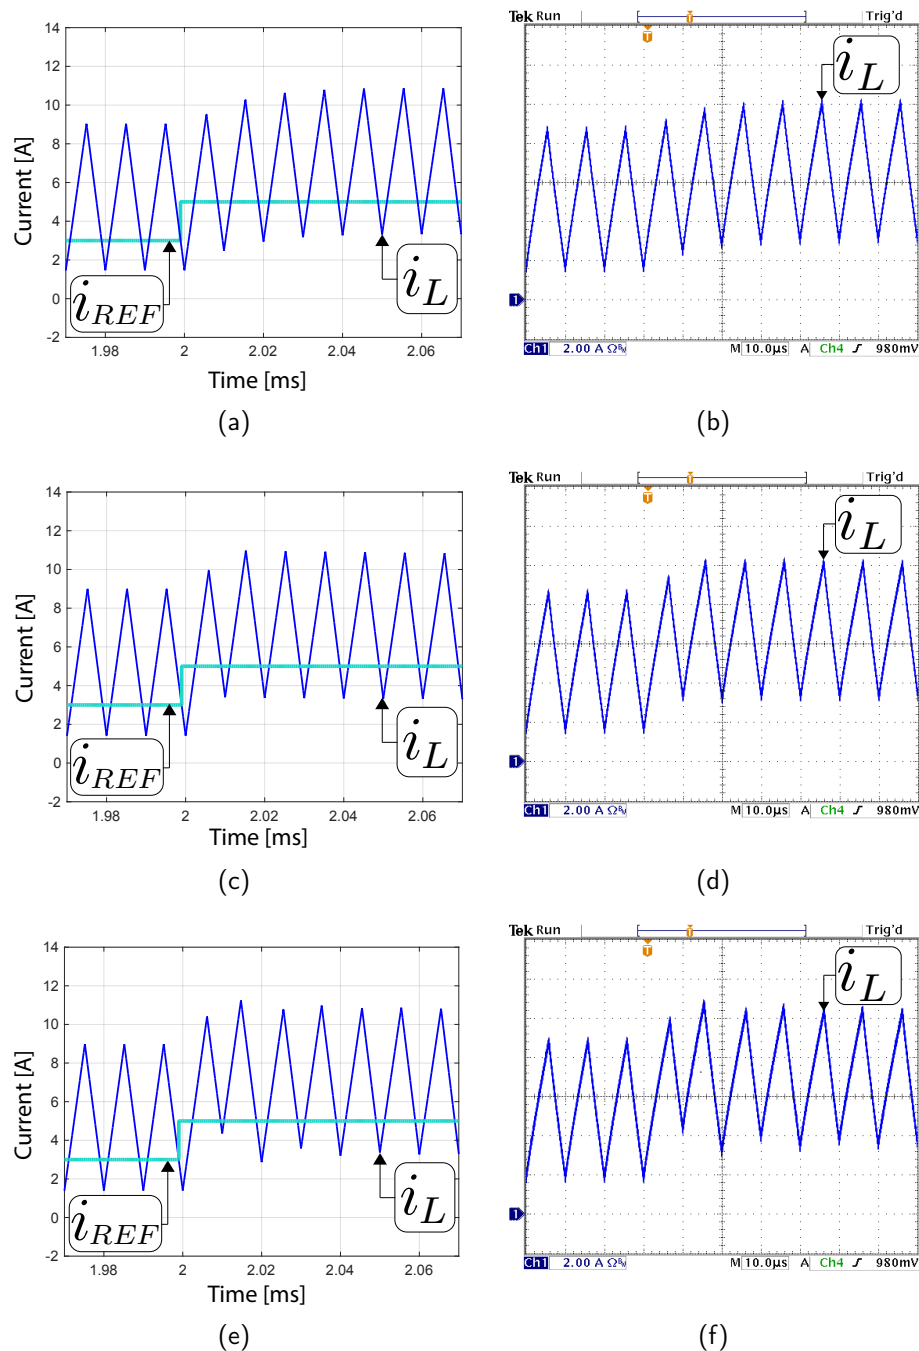 Tek Run Trig'd
T
T
14
12
10
8
6
4
2
0
-2
Current [A]
i_L
i_REF
i_L
1
1.98 2 2.02 2.04 2.06
Time [ms]
Ch1 2.00 A Ω M 10.0µs A Ch4 980mV
(a) (b)
Tek Run Trig'd
T
T
14
12
10
8
6
4
2
0
-2
Current [A]
i_L
i_REF
i_L
1
1.98 2 2.02 2.04 2.06
Time [ms]
Ch1 2.00 A Ω M 10.0µs A Ch4 980mV
(c) (d)
Tek Run Trig'd
T
T
14
12
10
8
6
4
2
0
-2
Current [A]
i_L
i_REF
i_L
1
1.98 2 2.02 2.04 2.06
Time [ms]
Ch1 2.00 A Ω M 10.0µs A Ch4 980mV
(e) (f)